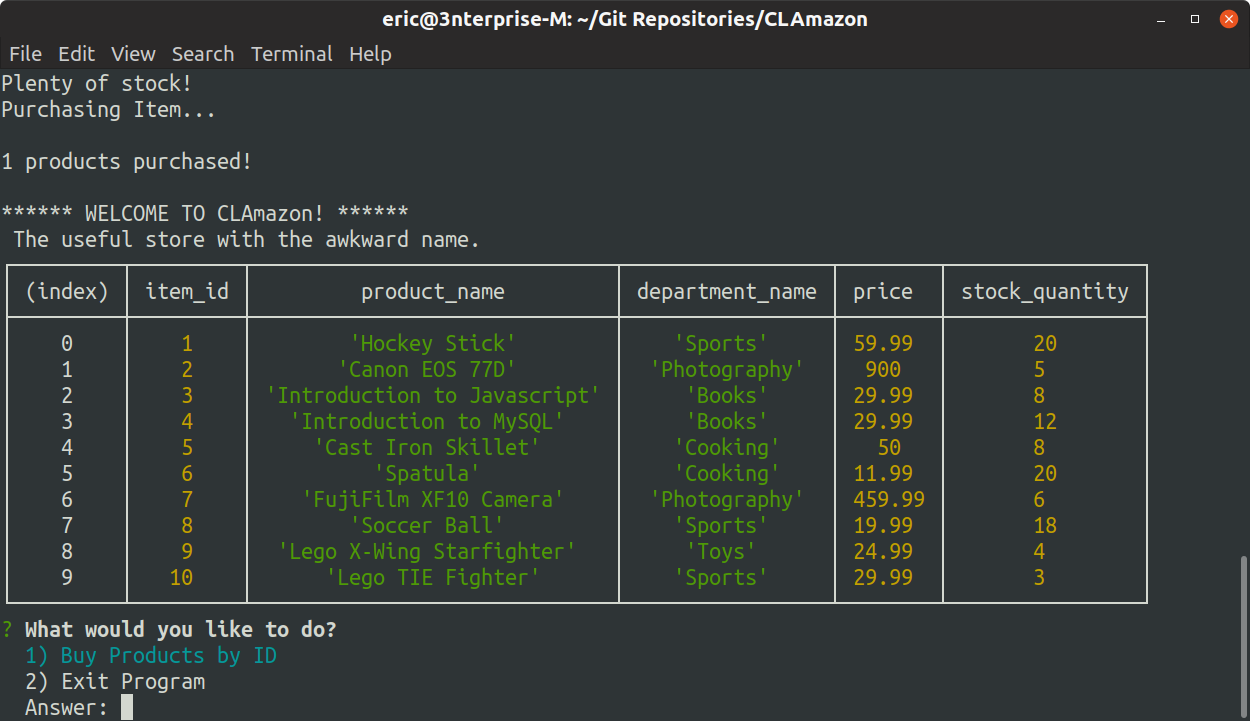 eric@3nterprise-M: ~/Git Repositories/CLAmazon
File Edit View Search Terminal Help
Plenty of stock!
Purchasing Item...
1 products purchased!
****** WELCOME TO CLAmazon! ******
The useful store with the awkward name.
(index) item_id product_name department_name price stock_quantity
0 1 'Hockey Stick' 'Sports' 59.99 20
1 2 'Canon EOS 77D' 'Photography' 900 5
2 3 'Introduction to Javascript' 'Books' 29.99 8
3 4 'Introduction to MySQL' 'Books' 29.99 12
4 5 'Cast Iron Skillet' 'Cooking' 50 8
5 6 'Spatula' 'Cooking' 11.99 20
6 7 'FujiFilm XF10 Camera' 'Photography' 459.99 6
7 8 'Soccer Ball' 'Sports' 19.99 18
8 9 'Lego X-Wing Starfighter' 'Toys' 24.99 4
9 10 'Lego TIE Fighter' 'Sports' 29.99 3
? What would you like to do?
1) Buy Products by ID
2) Exit Program
Answer: